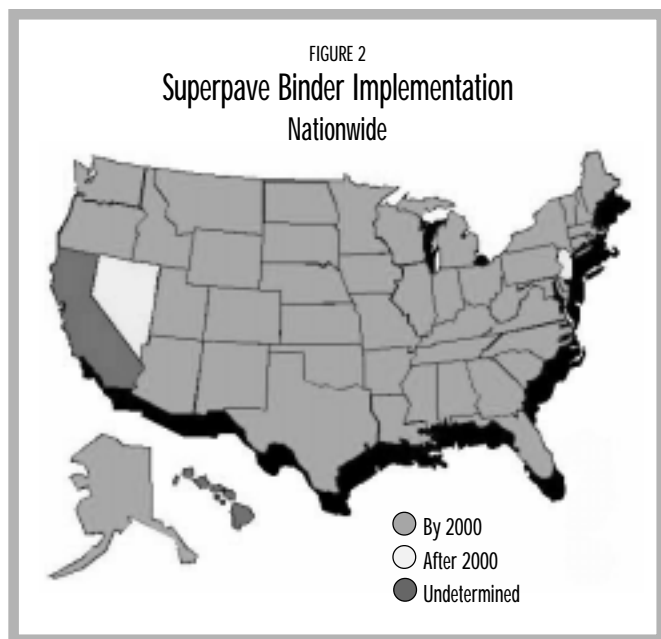 FIGURE 2
Superpave Binder Implementation
Nationwide
By 2000
After 2000
Undetermined